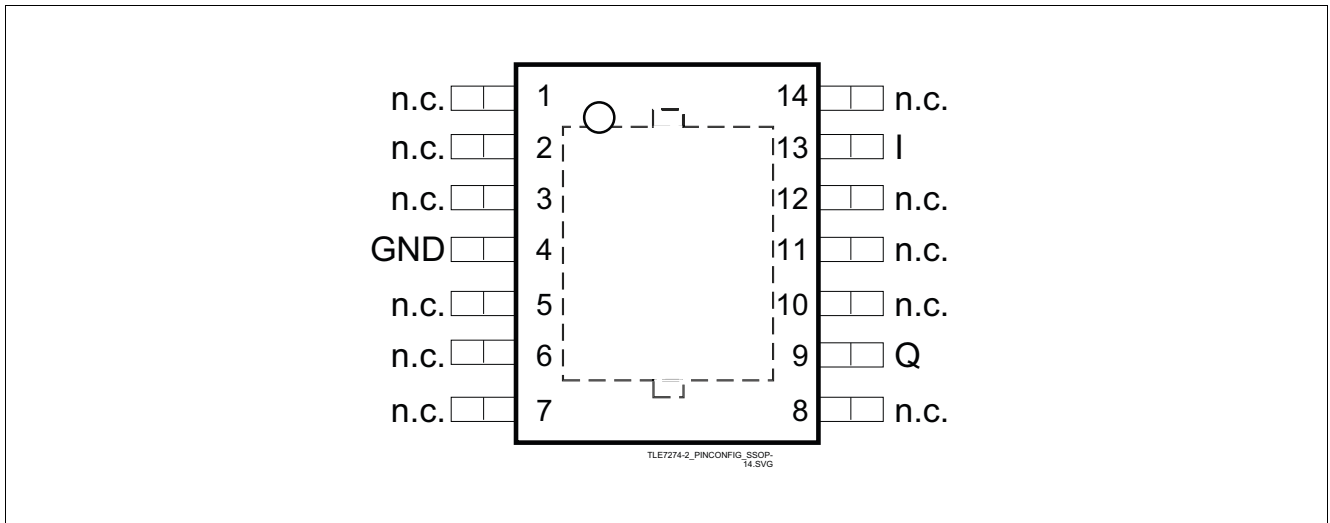 n.c. 1 14 n.c.
n.c. 2 13 I
n.c. 3 12 n.c.
GND 4 11 n.c.
n.c. 5 10 n.c.
n.c. 6 9 Q
n.c. 7 8 n.c.
TLE7274-2_PINCONFIG_SSOP-
14.SVG